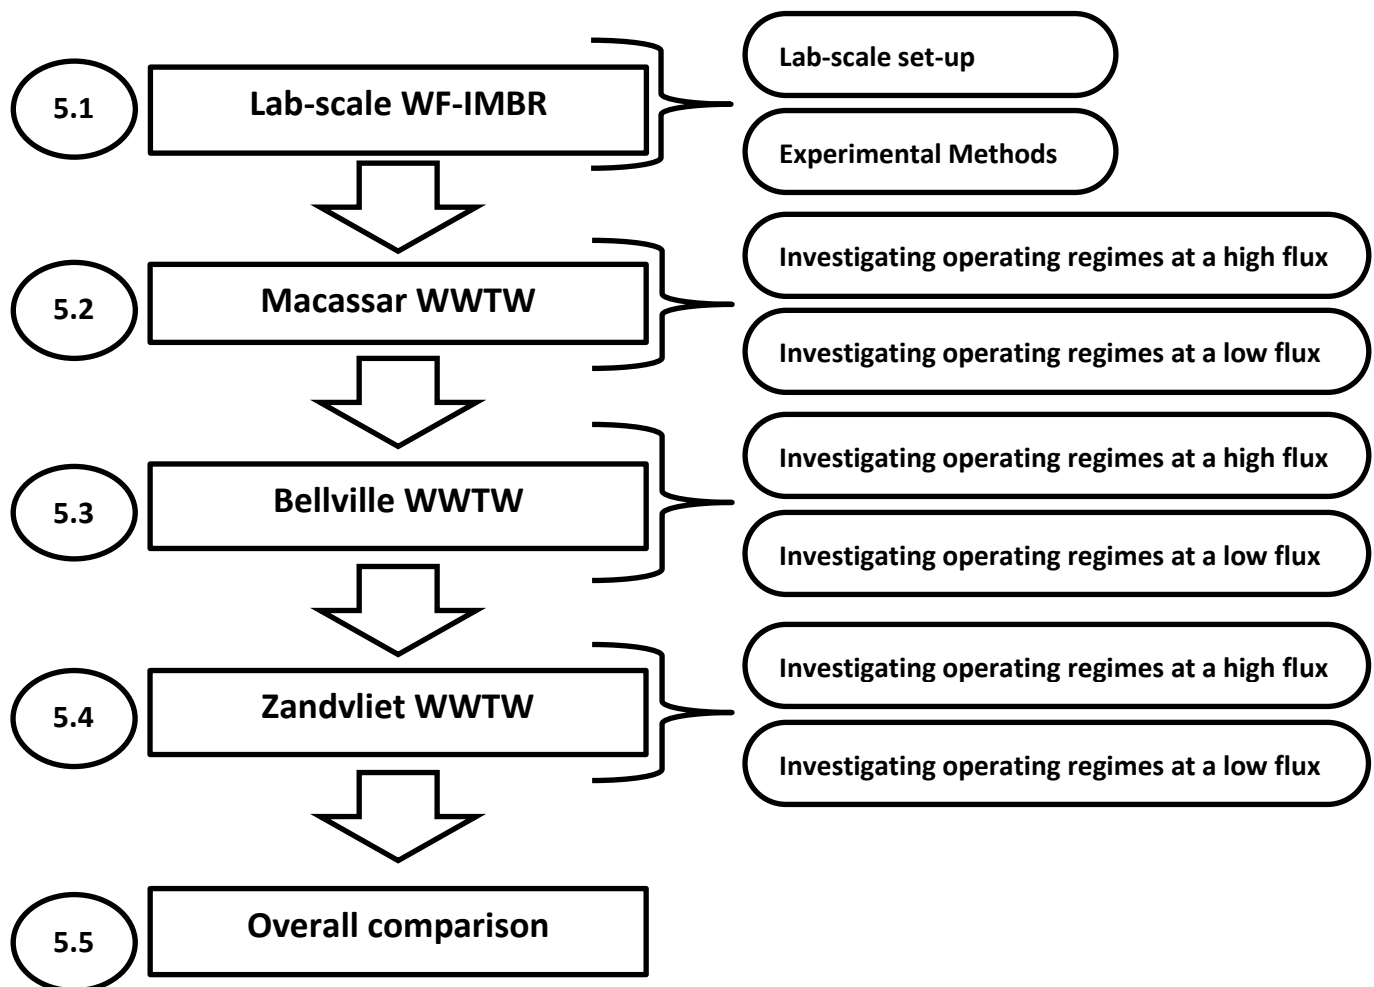 5.1
Lab-scale WF-IMBR
Lab-scale set-up
Experimental Methods
5.2
Macassar WWTW
Investigating operating regimes at a high flux
Investigating operating regimes at a low flux
5.3
Bellville WWTW
Investigating operating regimes at a high flux
Investigating operating regimes at a low flux
5.4
Zandvliet WWTW
Investigating operating regimes at a high flux
Investigating operating regimes at a low flux
5.5
Overall comparison